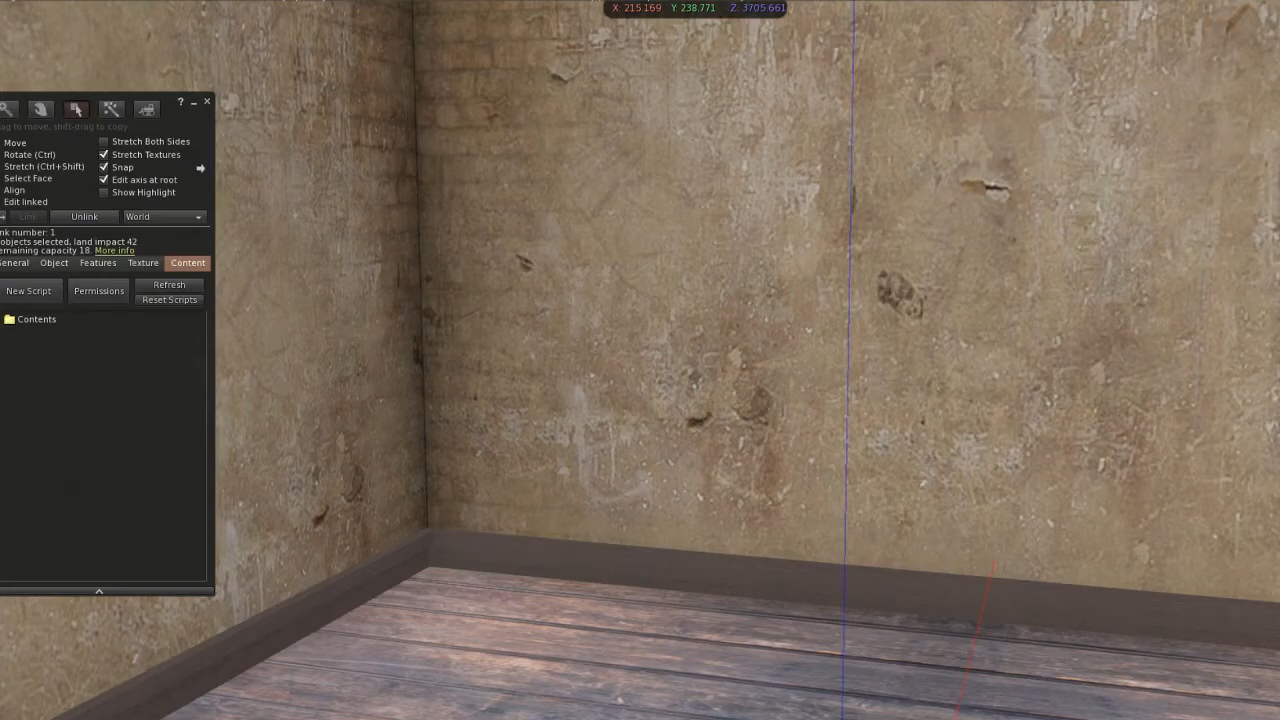 X: 215.169 Y: 238.771 Z: 3705.661
? _ ×
ag to move, shift-drag to copy
Move
Stretch Both Sides
Rotate (Ctrl)
Stretch Textures
Stretch (Ctrl+Shift)
Snap
Select Face
Edit axis at root
Align
Show Highlight
Edit linked
Link Unlink World
nk number: 1
objects selected, land impact 42
emaining capacity 18. More info
General Object Features Texture Content
New Script Permissions Refresh
Reset Scripts
Contents